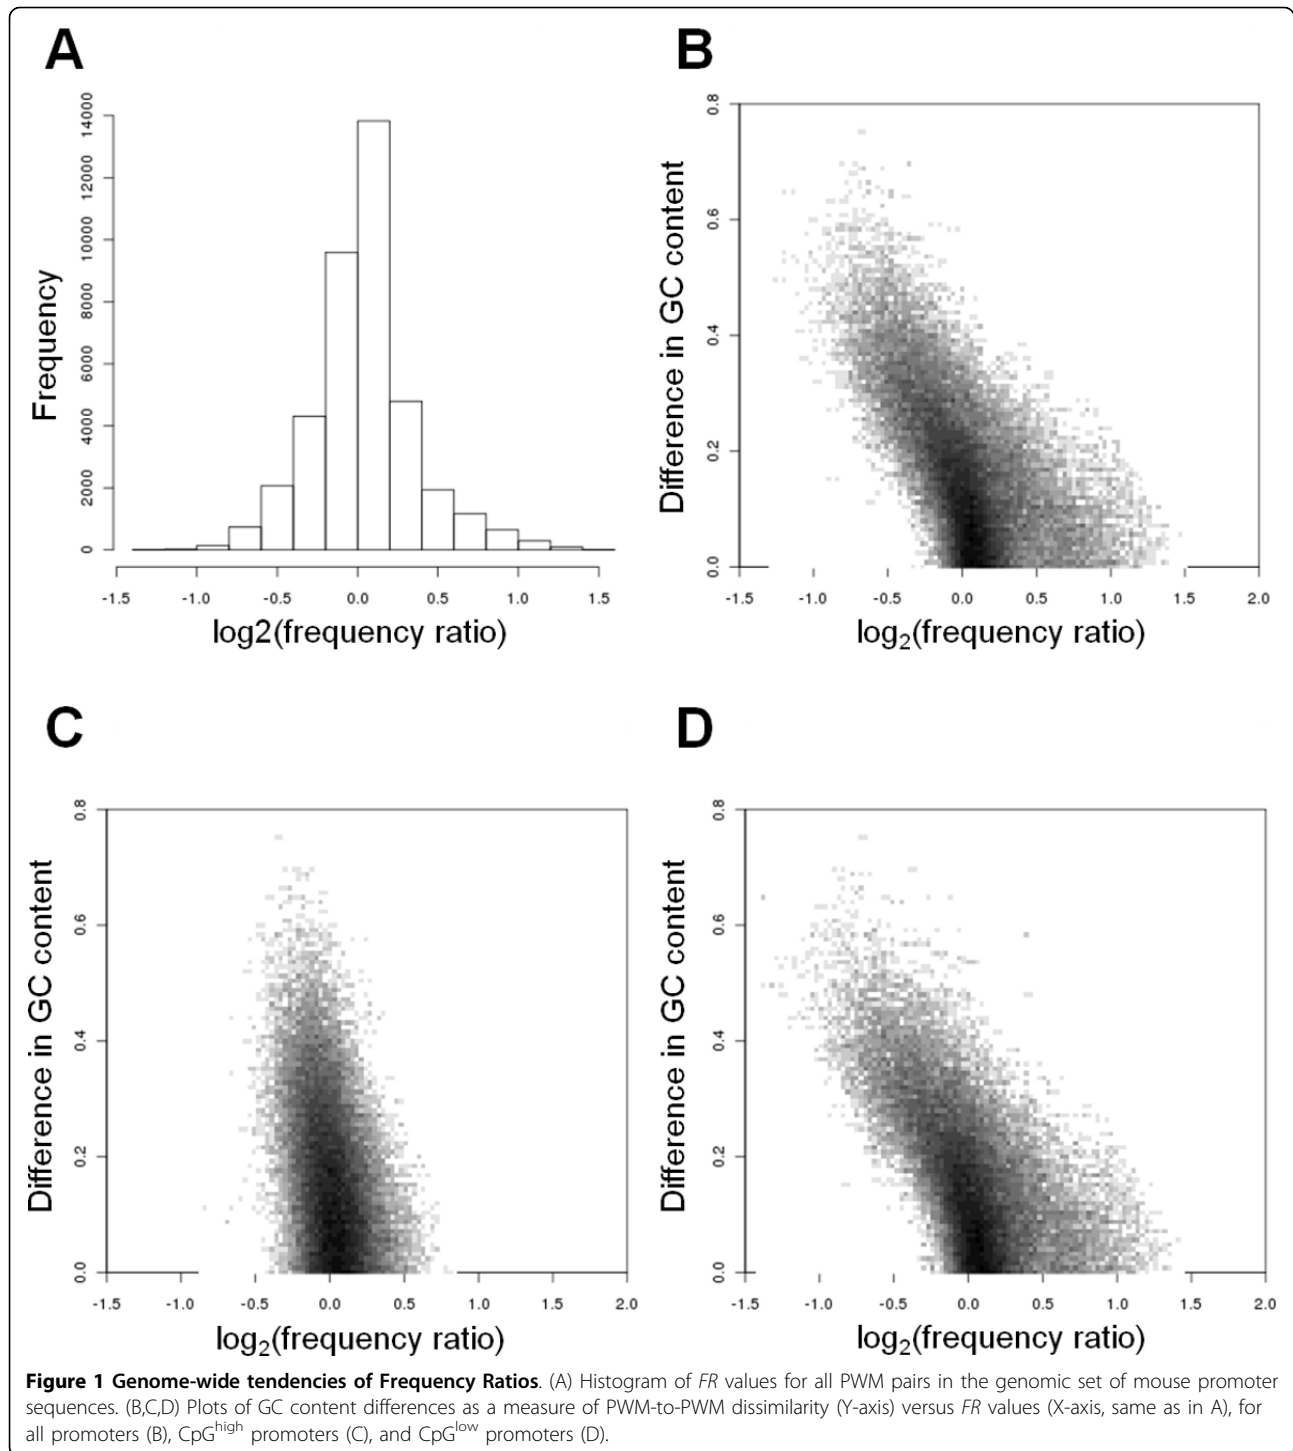 A
B
14000
12000
10000
8000
6000
4000
2000
0
Frequency
-1.5 -1.0 -0.5 0.0 0.5 1.0 1.5
log2(frequency ratio)
0.8
0.6
0.4
0.2
0.0
Difference in GC content
-1.5 -1.0 -0.5 0.0 0.5 1.0 1.5 2.0
log₂(frequency ratio)
C
D
0.8
0.6
0.4
0.2
0.0
Difference in GC content
-1.5 -1.0 -0.5 0.0 0.5 1.0 1.5 2.0
log₂(frequency ratio)
0.8
0.6
0.4
0.2
0.0
Difference in GC content
-1.5 -1.0 -0.5 0.0 0.5 1.0 1.5 2.0
log₂(frequency ratio)
Figure 1 Genome-wide tendencies of Frequency Ratios. (A) Histogram of FR values for all PWM pairs in the genomic set of mouse promoter
sequences. (B,C,D) Plots of GC content differences as a measure of PWM-to-PWM dissimilarity (Y-axis) versus FR values (X-axis, same as in A), for
all promoters (B), CpG^high promoters (C), and CpG^low promoters (D).